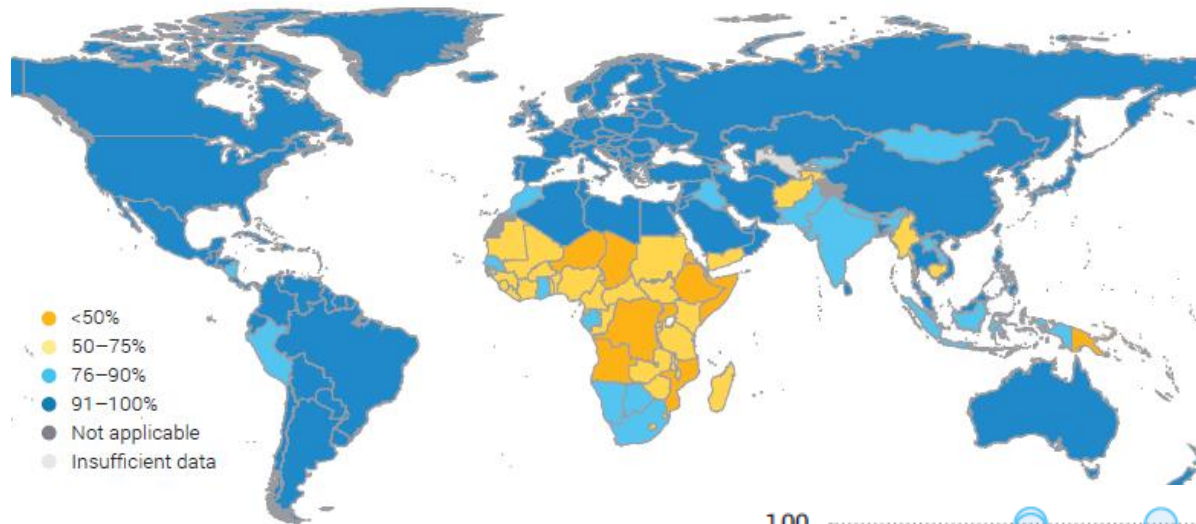 <50%
50–75%
76–90%
91–100%
Not applicable
Insufficient data
100